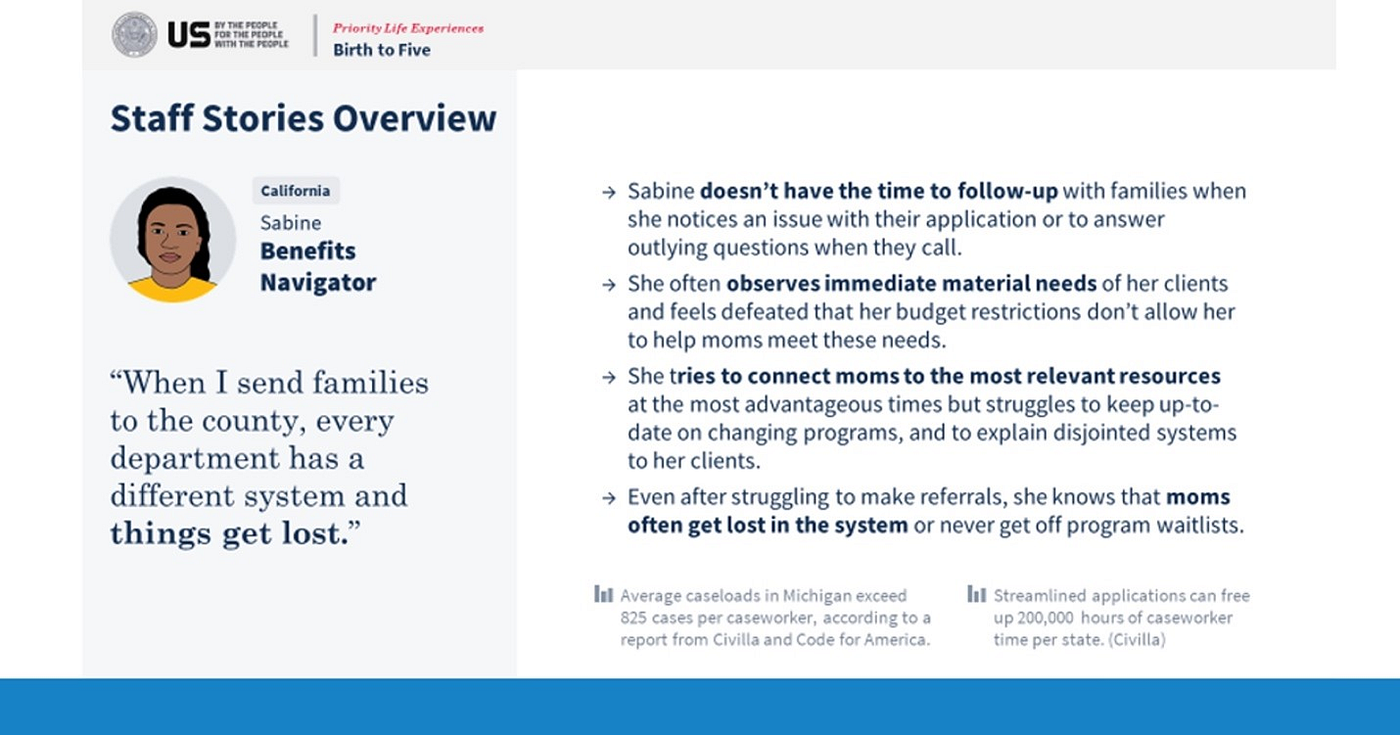 US BY THE PEOPLE
FOR THE PEOPLE
WITH THE PEOPLE
Priority Life Experiences
Birth to Five
Staff Stories Overview
California
Sabine
Benefits
Navigator
“When I send families
to the county, every
department has a
different system and
things get lost.”
→ Sabine doesn’t have the time to follow-up with families when
she notices an issue with their application or to answer
outlying questions when they call.
→ She often observes immediate material needs of her clients
and feels defeated that her budget restrictions don’t allow her
to help moms meet these needs.
→ She tries to connect moms to the most relevant resources
at the most advantageous times but struggles to keep up-to-
date on changing programs, and to explain disjointed systems
to her clients.
→ Even after struggling to make referrals, she knows that moms
often get lost in the system or never get off program waitlists.
Average caseloads in Michigan exceed
825 cases per caseworker, according to a
report from Civilla and Code for America.
Streamlined applications can free
up 200,000 hours of caseworker
time per state. (Civilla)